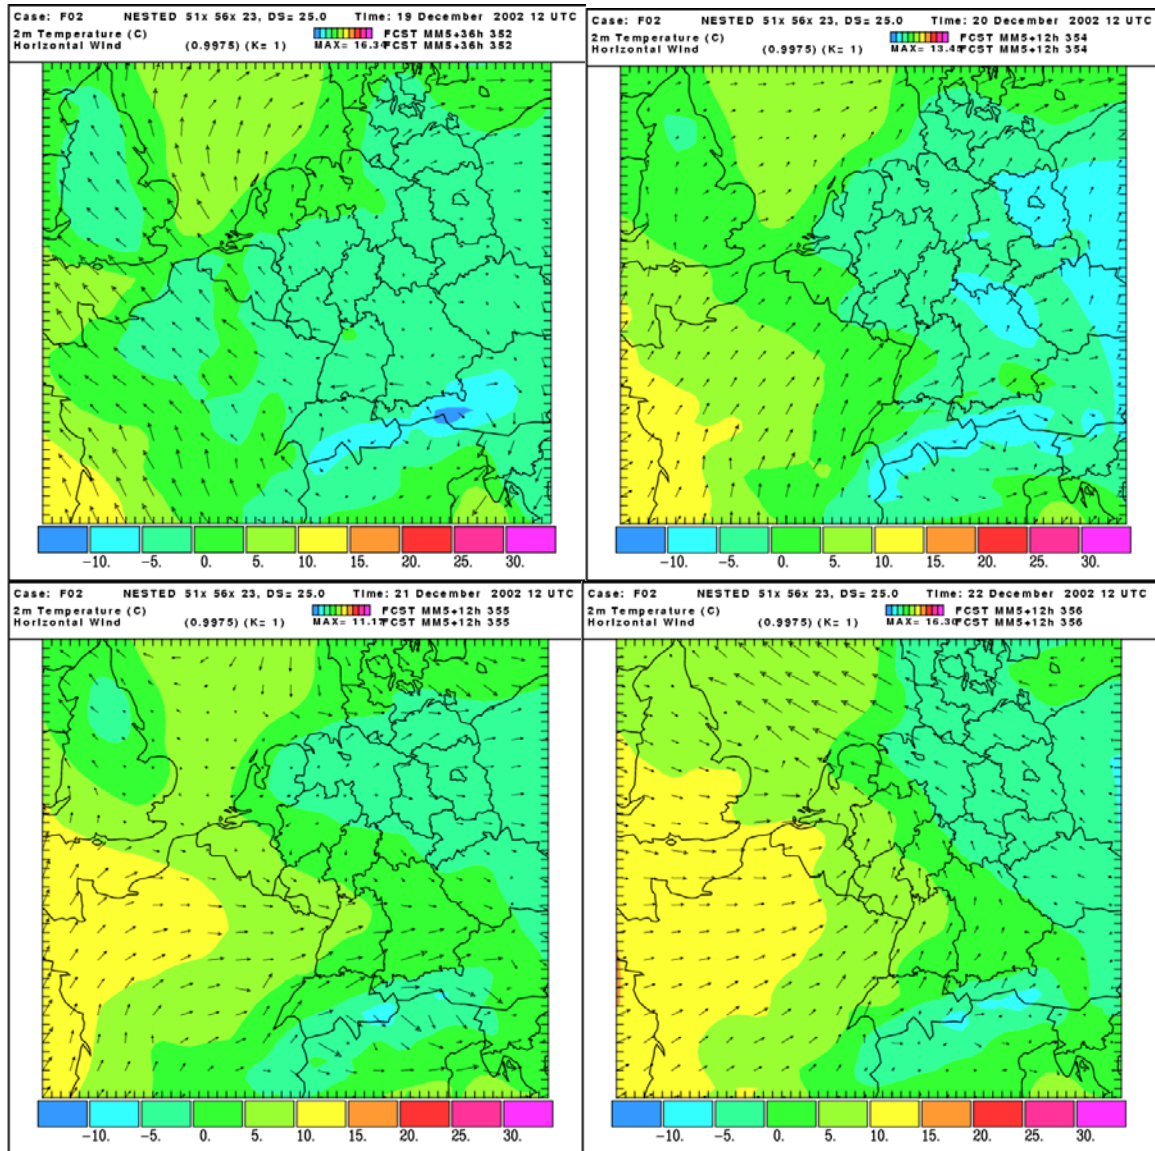 Case: F02 NESTED 51x 56x 23, DS= 25.0 Time: 19 December 2002 12 UTC
2m Temperature (C) FCST MM5+36h 352
Horizontal Wind (0.9975) (K= 1) MAX= 16.34 FCST MM5+36h 352
-10. -5. 0. 5. 10. 15. 20. 25. 30.
Case: F02 NESTED 51x 56x 23, DS= 25.0 Time: 20 December 2002 12 UTC
2m Temperature (C) FCST MM5+12h 354
Horizontal Wind (0.9975) (K= 1) MAX= 13.45 FCST MM5+12h 354
-10. -5. 0. 5. 10. 15. 20. 25. 30.
Case: F02 NESTED 51x 56x 23, DS= 25.0 Time: 21 December 2002 12 UTC
2m Temperature (C) FCST MM5+12h 355
Horizontal Wind (0.9975) (K= 1) MAX= FCST MM5+12h 355
-10. -5. 0. 5. 10. 15. 20. 25. 30.
Case: F02 NESTED 51x 56x 23, DS= 25.0 Time: 22 December 2002 12 UTC
2m Temperature (C) FCST MM5+12h 356
Horizontal Wind (0.9975) (K= 1) MAX= 16.30 FCST MM5+12h 356
-10. -5. 0. 5. 10. 15. 20. 25. 30.